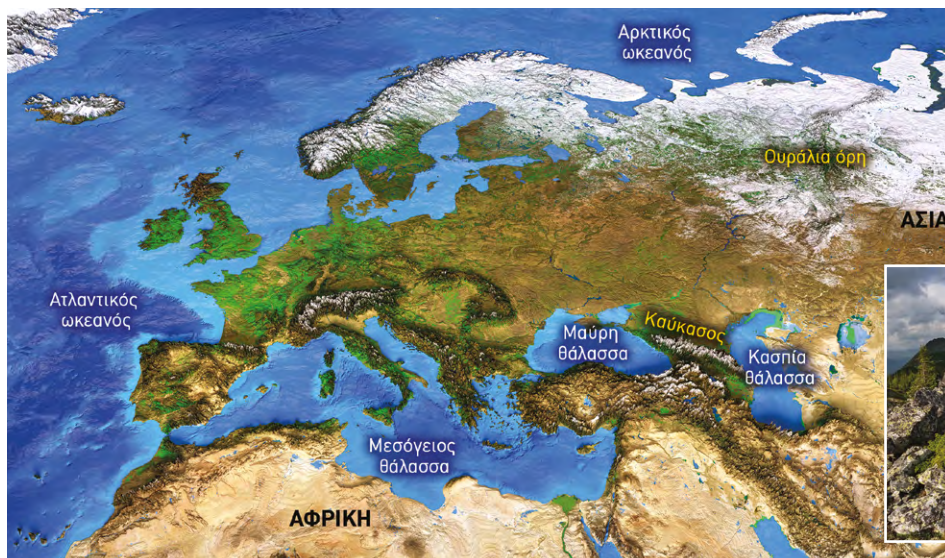 Αρκτικός
ωκεανός
Ουράλια όρη
ΑΣΙΑ
Ατλαντικός
ωκεανός
Μαύρη
θάλασσα
Καύκασος
Κασπία
θάλασσα
Μεσόγειος
θάλασσα
ΑΦΡΙΚΗ